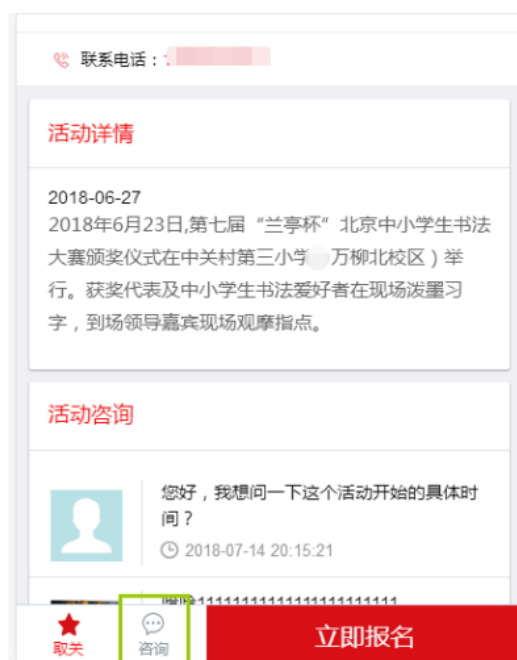 联系电话：
活动详情
2018-06-27
2018年6月23日,第七届“兰亭杯”北京中小学生书法
大赛颁奖仪式在中关村第三小学 万柳北校区）举
行。获奖代表及中小学生书法爱好者在现场泼墨习
字，到场领导嘉宾现场观摩指点。
活动咨询
您好，我想问一下这个活动开始的具体时
间？
2018-07-14 20:15:21
取关
咨询
立即报名